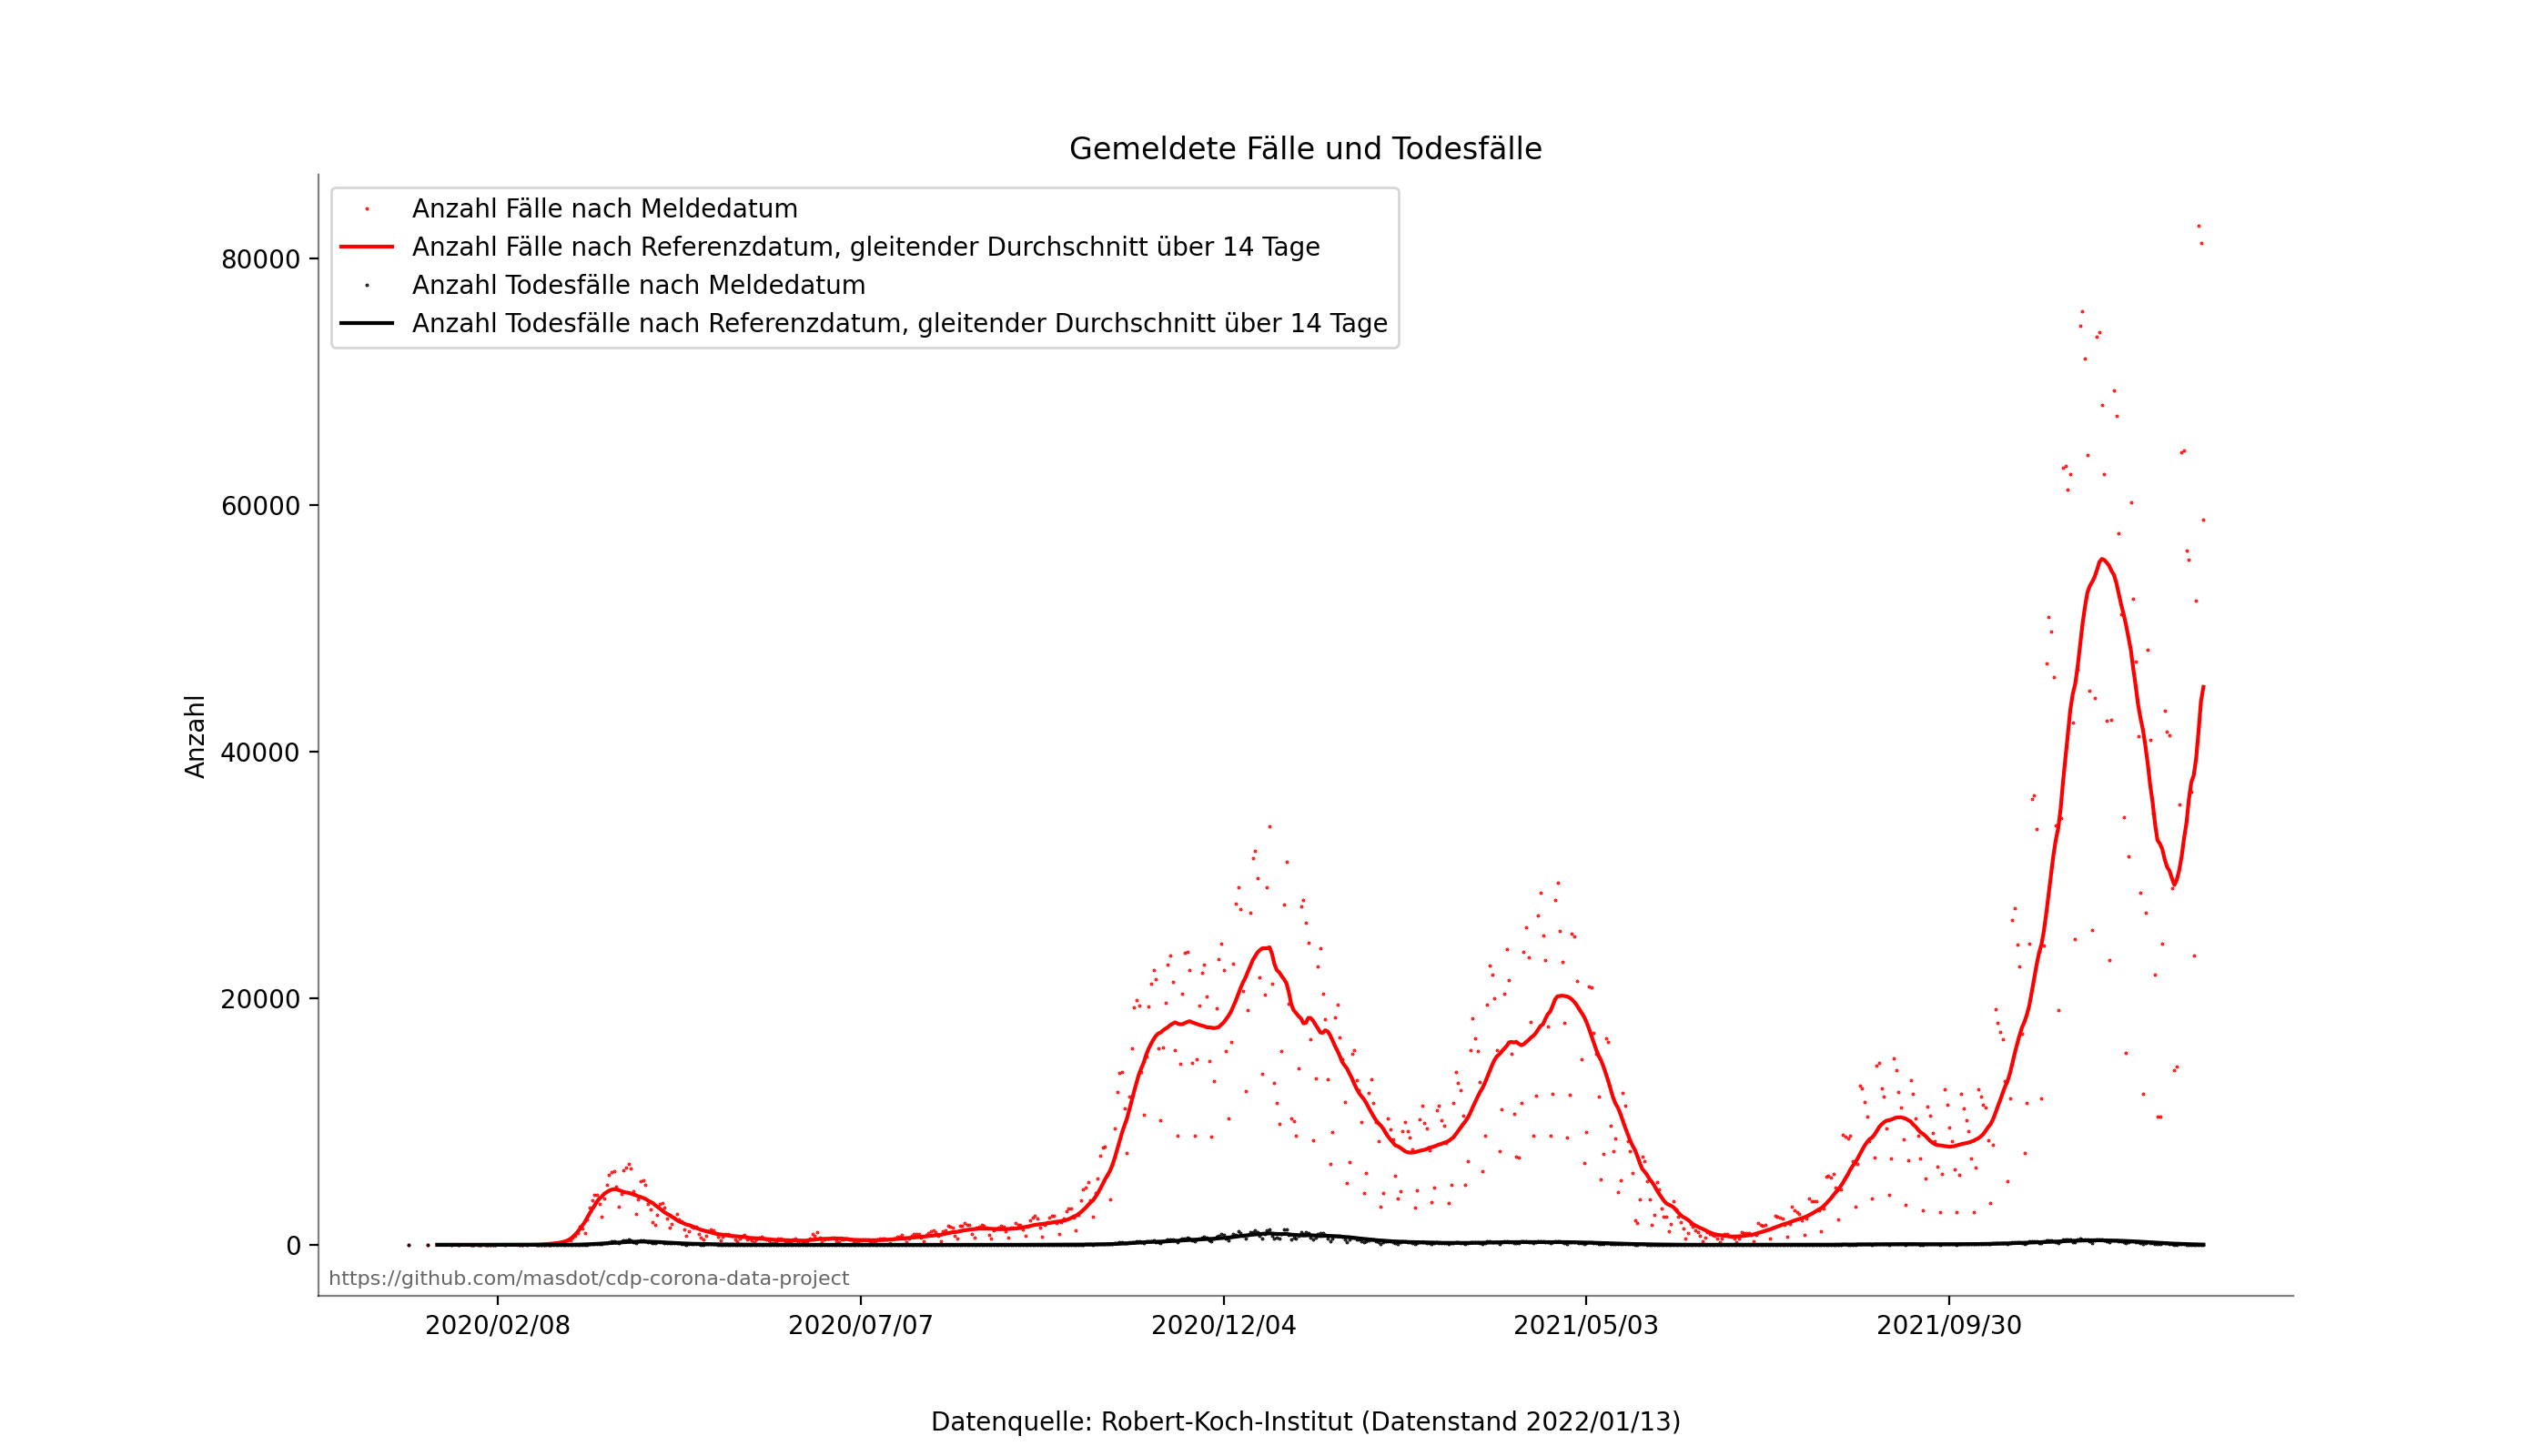 Gemeldete Fälle und Todesfälle
Anzahl Fälle nach Meldedatum
Anzahl Fälle nach Referenzdatum, gleitender Durchschnitt über 14 Tage
Anzahl Todesfälle nach Meldedatum
Anzahl Todesfälle nach Referenzdatum, gleitender Durchschnitt über 14 Tage
80000
60000
40000
20000
0
Anzahl
https://github.com/masdot/cdp-corona-data-project
2020/02/08
2020/07/07
2020/12/04
2021/05/03
2021/09/30
Datenquelle: Robert-Koch-Institut (Datenstand 2022/01/13)